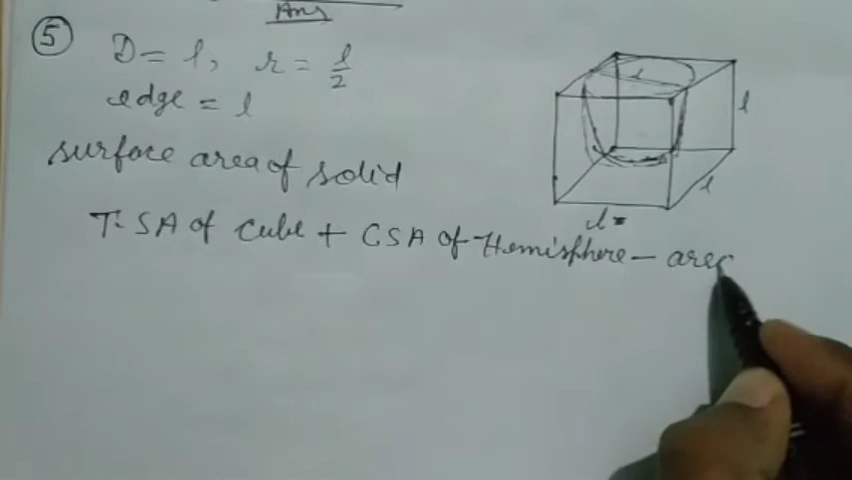 Ans
5 D = l, r = l/2
edge = l
l
l
surface area of solid
l
d =
T.SA of Cube + CSA of Hemisphere - area